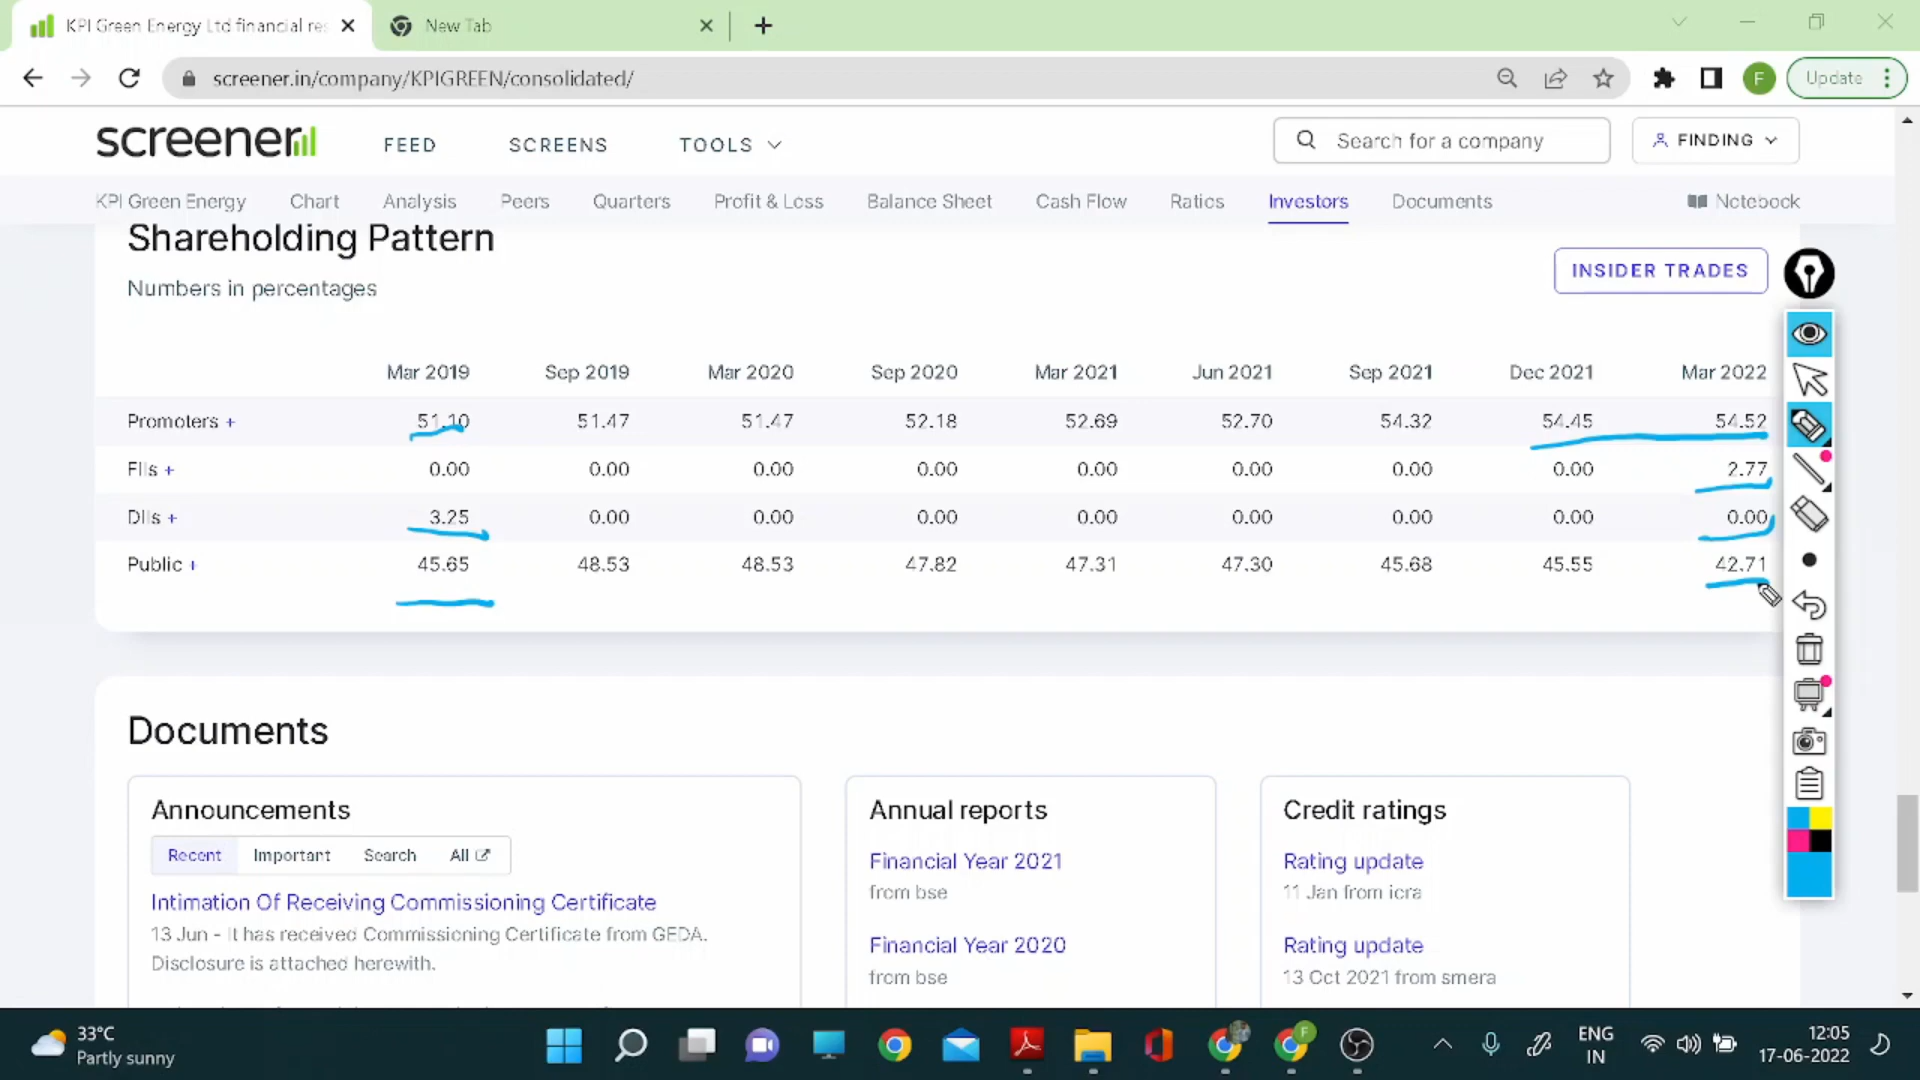 KPI Green Energy Ltd financial res
New Tab
screener.in/company/KPIGREEN/consolidated/
F
Update
screener
FEED
SCREENS
TOOLS
Search for a company
FINDING
KPI Green Energy
Chart
Analysis
Peers
Quarters
Profit & Loss
Balance Sheet
Cash Flow
Ratios
Investors
Documents
Notebook
Shareholding Pattern
Numbers in percentages
INSIDER TRADES
Mar 2019 Sep 2019 Mar 2020 Sep 2020 Mar 2021 Jun 2021 Sep 2021 Dec 2021 Mar 2022
Promoters + 51.10 51.47 51.47 52.18 52.69 52.70 54.32 54.45 54.52
FIIs + 0.00 0.00 0.00 0.00 0.00 0.00 0.00 0.00 2.77
DIIs + 3.25 0.00 0.00 0.00 0.00 0.00 0.00 0.00 0.00
Public + 45.65 48.53 48.53 47.82 47.31 47.30 45.68 45.55 42.71
Documents
Announcements
Recent
Important
Search
All
Intimation Of Receiving Commissioning Certificate
13 Jun - It has received Commissioning Certificate from GEDA.
Disclosure is attached herewith.
Annual reports
Financial Year 2021
from bse
Financial Year 2020
from bse
Credit ratings
Rating update
11 Jan from icra
Rating update
13 Oct 2021 from smera
33°C
Partly sunny
F
ENG
IN
12:05
17-06-2022